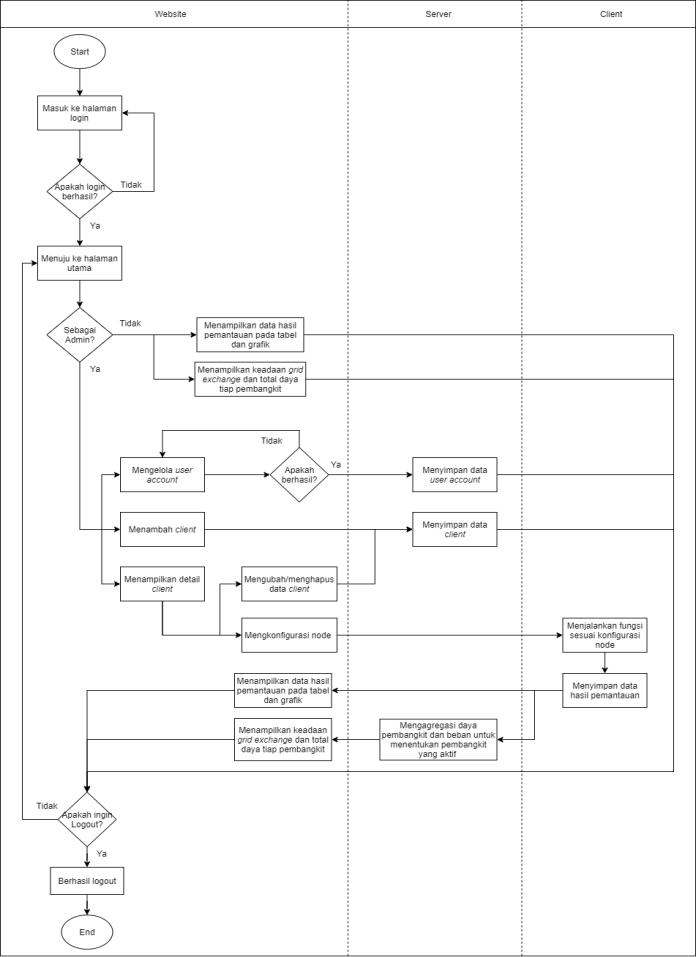 Website
Server
Client
Start
Masuk ke halaman
login
Apakah login
berhasil?
Tidak
Ya
Menuju ke halaman
utama
Sebagai
Admin?
Tidak
Ya
Menampilkan data hasil
pemantauan pada tabel
dan grafik
Menampilkan keadaan grid
exchange dan total daya
tiap pembangkit
Tidak
Mengelola user
account
Apakah
berhasil?
Ya
Menyimpan data
user account
Menambah client
Menyimpan data
client
Menampilkan detail
client
Mengubah/menghapus
data client
Mengkonfigurasi node
Menjalankan fungsi
sesuai konfigurasi
node
Menyimpan data
hasil pemantauan
Menampilkan data hasil
pemantauan pada tabel
dan grafik
Mengagregasi daya
pembangkit dan beban untuk
menentukan pembangkit
yang aktif
Menampilkan keadaan
grid exchange dan total
daya tiap pembangkit
Tidak
Apakah ingin
Logout?
Ya
Berhasil logout
End